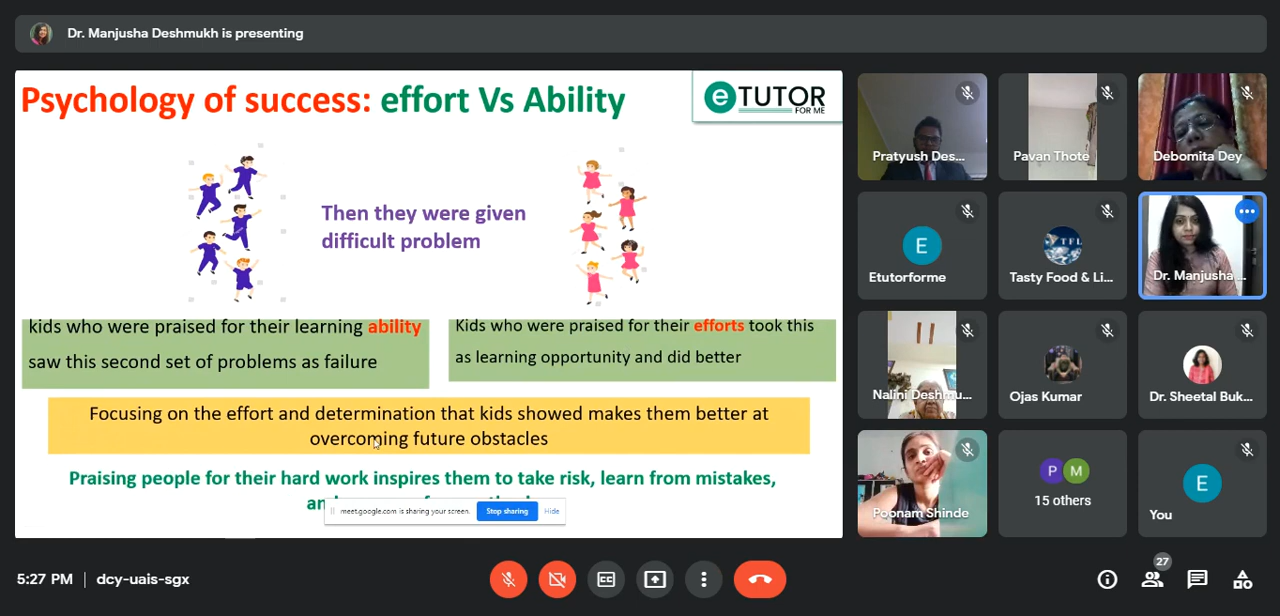 Dr. Manjusha Deshmukh is presenting
Psychology of success: effort Vs Ability
e TUTOR
FOR ME
Then they were given
difficult problem
kids who were praised for their learning ability
saw this second set of problems as failure
Kids who were praised for their efforts took this
as learning opportunity and did better
Focusing on the effort and determination that kids showed makes them better at
overcoming future obstacles
Praising people for their hard work inspires them to take risk, learn from mistakes,
meet.google.com is sharing your screen.
Stop sharing
Hide
Pratyush Des...
Pavan Thote
Debomita Dey
E
Etutorforme
TFL
Tasty Food & Li...
Dr. Manjusha ...
Nalini Deshmu...
Ojas Kumar
Dr. Sheetal Buk...
Poonam Shinde
P M
15 others
E
You
5:27 PM | dcy-uais-sgx
CC
27